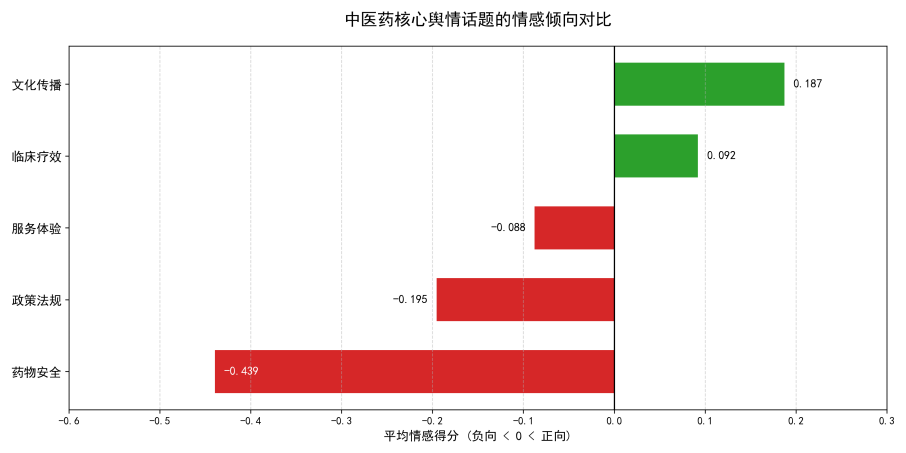 中医药核心舆情话题的情感倾向对比
文化传播
0.187
临床疗效
0.092
服务体验
-0.088
政策法规
-0.195
药物安全
-0.439
-0.6 -0.5 -0.4 -0.3 -0.2 -0.1 0.0 0.1 0.2 0.3
平均情感得分 (负向 < 0 < 正向)